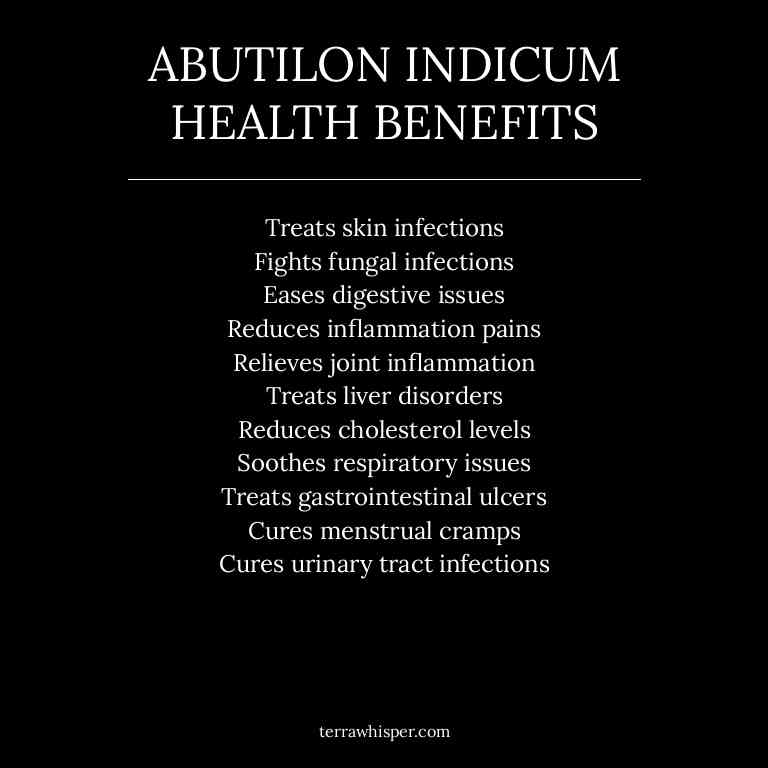 ABUTILON INDICUM
HEALTH BENEFITS
Treats skin infections
Fights fungal infections
Eases digestive issues
Reduces inflammation pains
Relieves joint inflammation
Treats liver disorders
Reduces cholesterol levels
Soothes respiratory issues
Treats gastrointestinal ulcers
Cures menstrual cramps
Cures urinary tract infections
terrawhisper.com